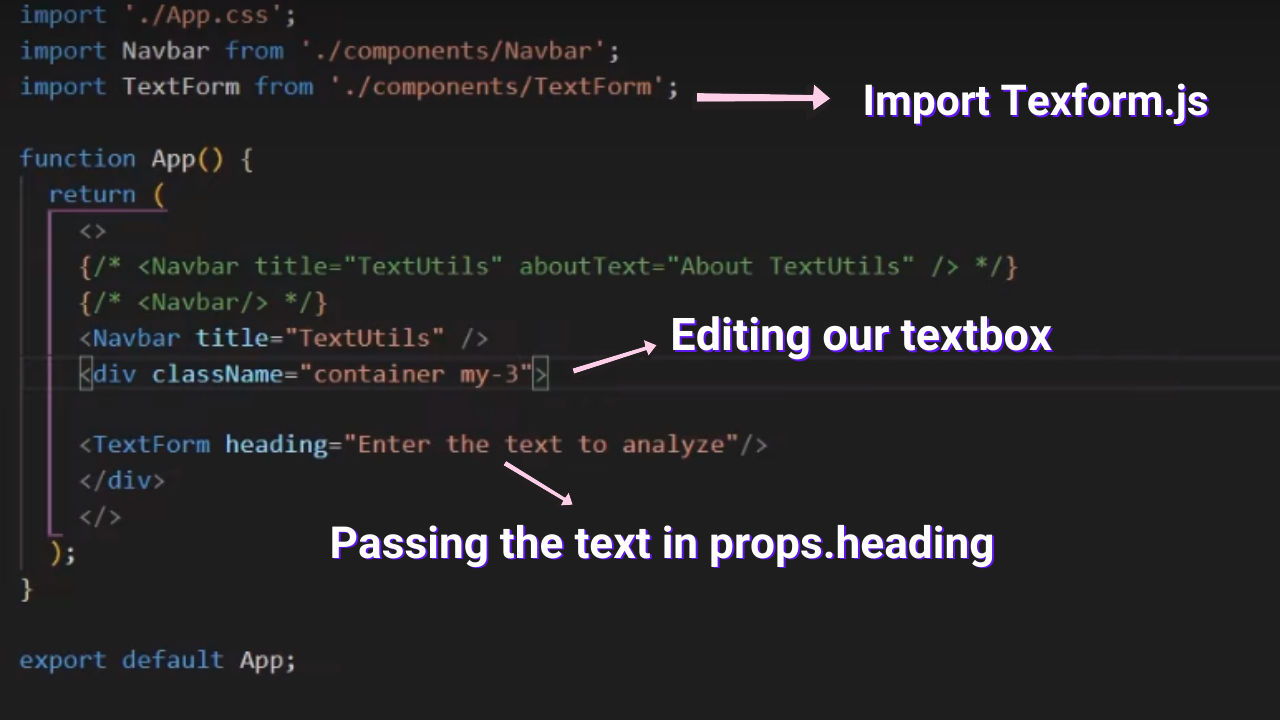 import './App.css';
import Navbar from './components/Navbar';
import TextForm from './components/TextForm';
Import Texform.js
function App() {
return (
<>
{/* <Navbar title="TextUtils" aboutText="About TextUtils" /> */}
{/* <Navbar/> */}
<Navbar title="TextUtils" />
Editing our textbox
<div className="container my-3">
<TextForm heading="Enter the text to analyze"/>
</div>
</>
Passing the text in props.heading
);
}
export default App;